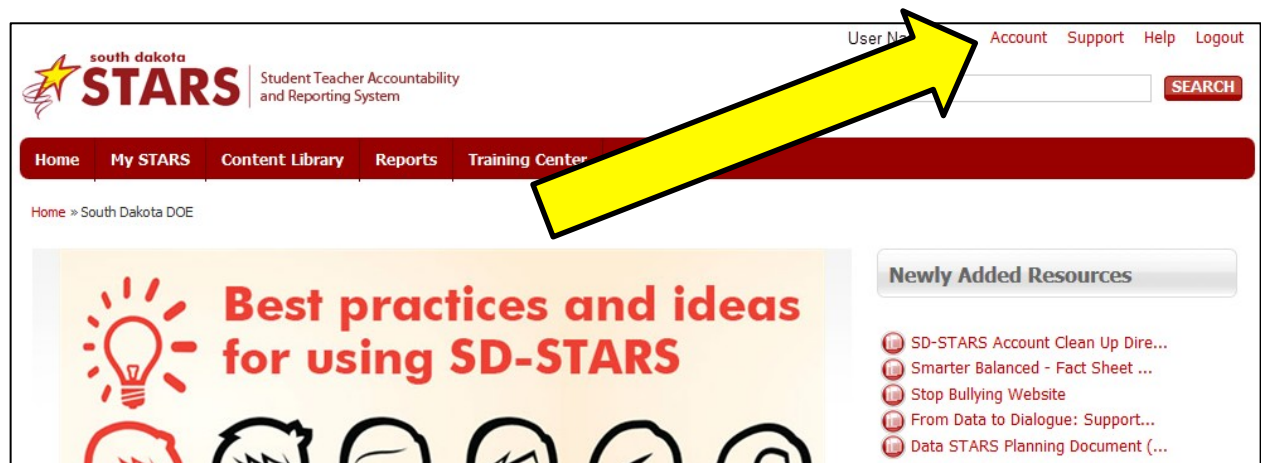 User Na Account Support Help Logout
south dakota
STARS
Student Teacher Accountability
and Reporting System
SEARCH
Home My STARS Content Library Reports Training Center
Home » South Dakota DOE
Best practices and ideas
for using SD-STARS
Newly Added Resources
SD-STARS Account Clean Up Dire...
Smarter Balanced - Fact Sheet ...
Stop Bullying Website
From Data to Dialogue: Support...
Data STARS Planning Document (...